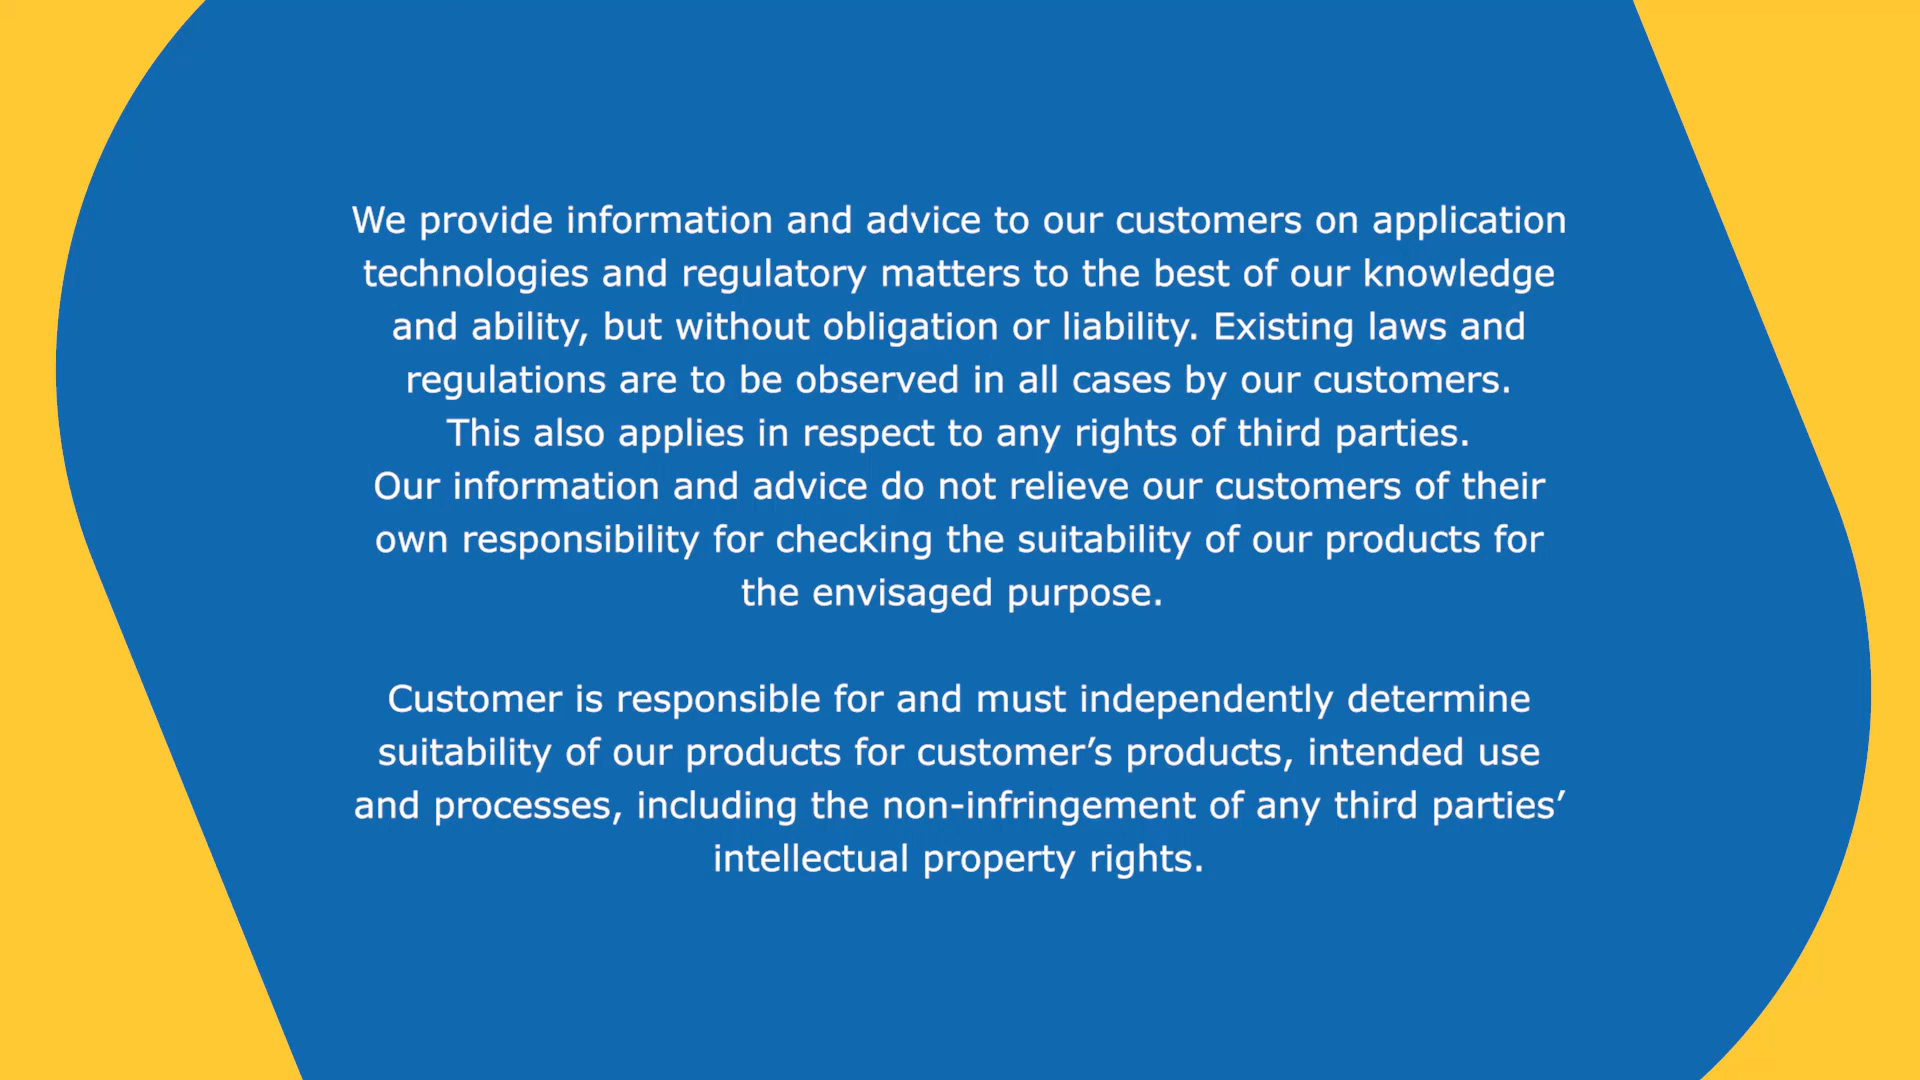 We provide information and advice to our customers on application
technologies and regulatory matters to the best of our knowledge
and ability, but without obligation or liability. Existing laws and
regulations are to be observed in all cases by our customers.
This also applies in respect to any rights of third parties.
Our information and advice do not relieve our customers of their
own responsibility for checking the suitability of our products for
the envisaged purpose.
Customer is responsible for and must independently determine
suitability of our products for customer’s products, intended use
and processes, including the non-infringement of any third parties’
intellectual property rights.